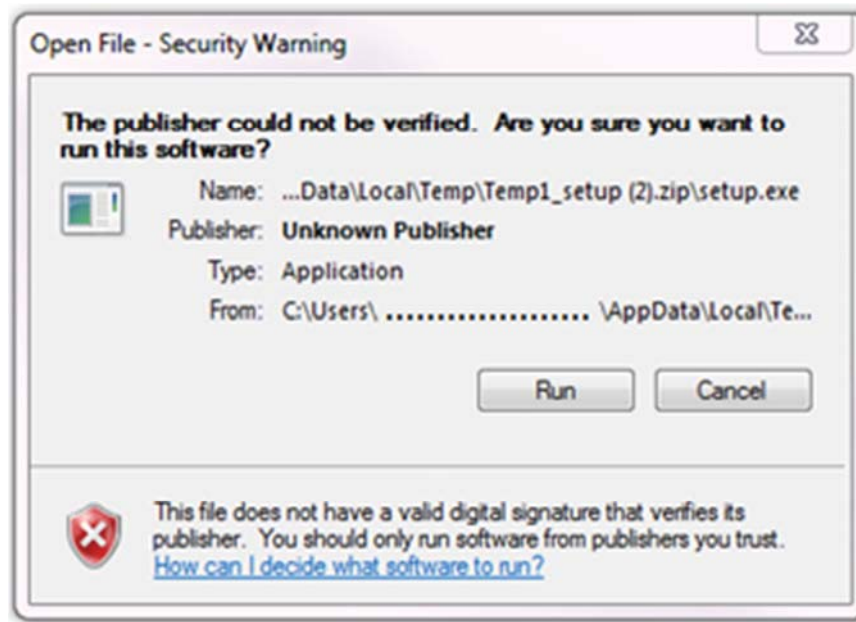 Open File - Security Warning
The publisher could not be verified. Are you sure you want to
run this software?
Name: ...Data\Local\Temp\Temp1_setup (2).zip\setup.exe
Publisher: Unknown Publisher
Type: Application
From: C:\Users\ ..................... \AppData\Local\Te...
Run Cancel
This file does not have a valid digital signature that verifies its
publisher. You should only run software from publishers you trust.
How can I decide what software to run?